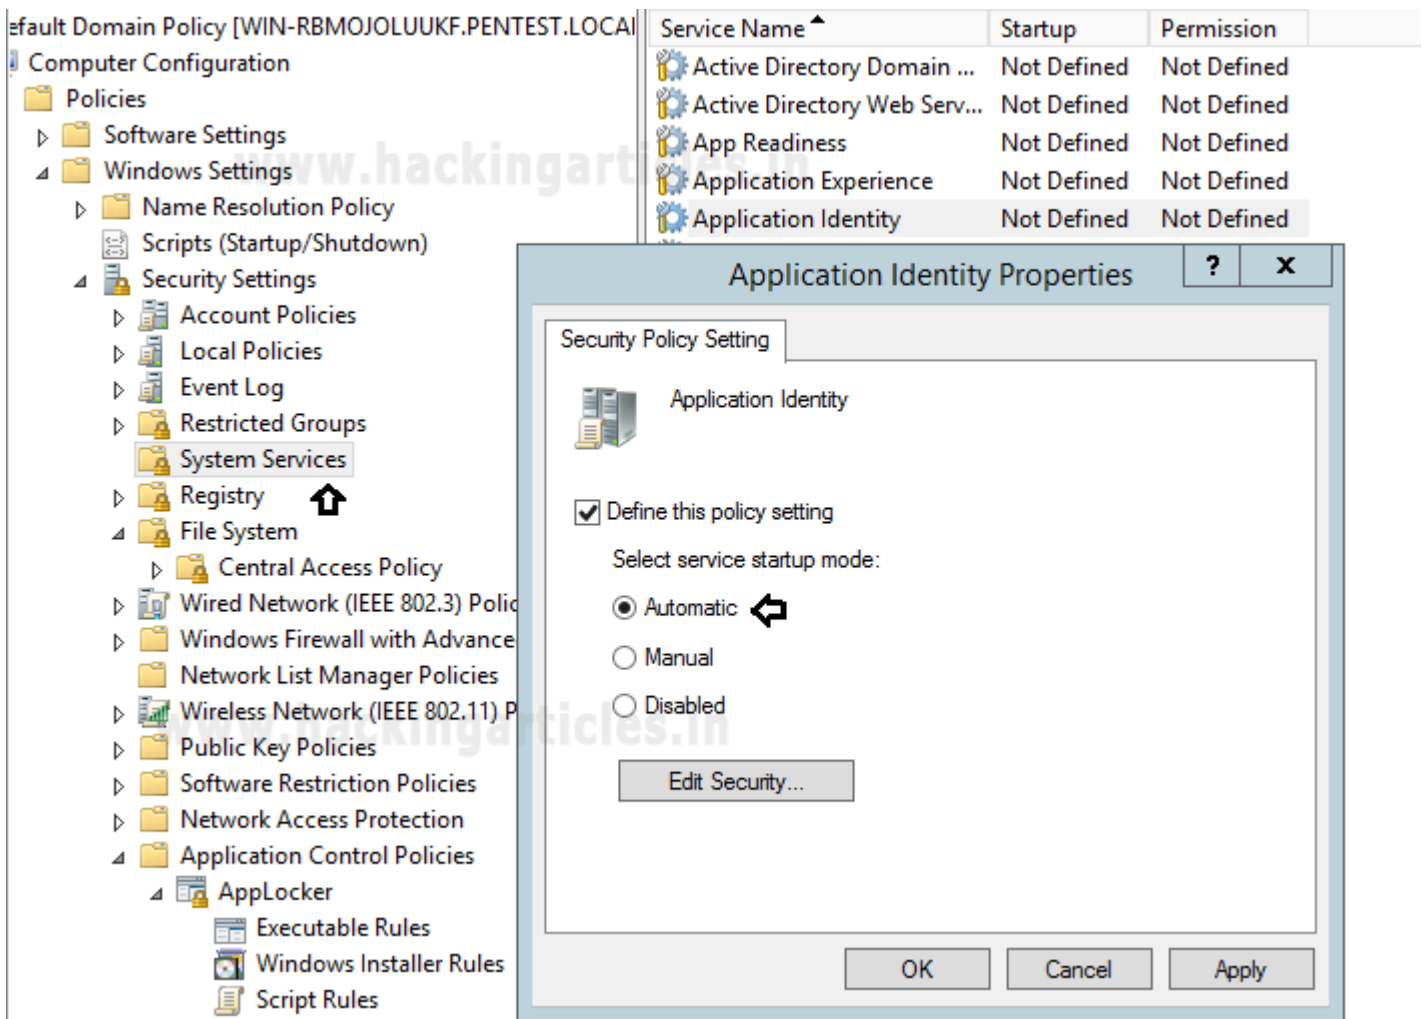 efault Domain Policy [WIN-RBMOJOLUUKF.PENTEST.LOCAL
Computer Configuration
Policies
Software Settings
Windows Settings
Name Resolution Policy
Scripts (Startup/Shutdown)
Security Settings
Account Policies
Local Policies
Event Log
Restricted Groups
System Services
Registry
File System
Central Access Policy
Wired Network (IEEE 802.3) Polic
Windows Firewall with Advance
Network List Manager Policies
Wireless Network (IEEE 802.11) P
Public Key Policies
Software Restriction Policies
Network Access Protection
Application Control Policies
AppLocker
Executable Rules
Windows Installer Rules
Script Rules
Service Name Startup Permission
Active Directory Domain ... Not Defined Not Defined
Active Directory Web Serv... Not Defined Not Defined
App Readiness Not Defined Not Defined
Application Experience Not Defined Not Defined
Application Identity Not Defined Not Defined
Application Identity Properties ? x
Security Policy Setting
Application Identity
Define this policy setting
Select service startup mode:
Automatic
Manual
Disabled
Edit Security...
OK Cancel Apply
www.hackingarticles.in
www.hackingarticles.in